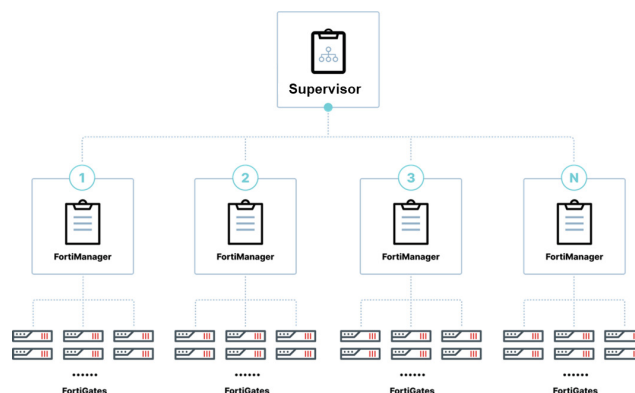 Supervisor
1
2
3
N
FortiManager
FortiManager
FortiManager
FortiManager
......
......
......
......
FortiGates
FortiGates
FortiGates
FortiGates